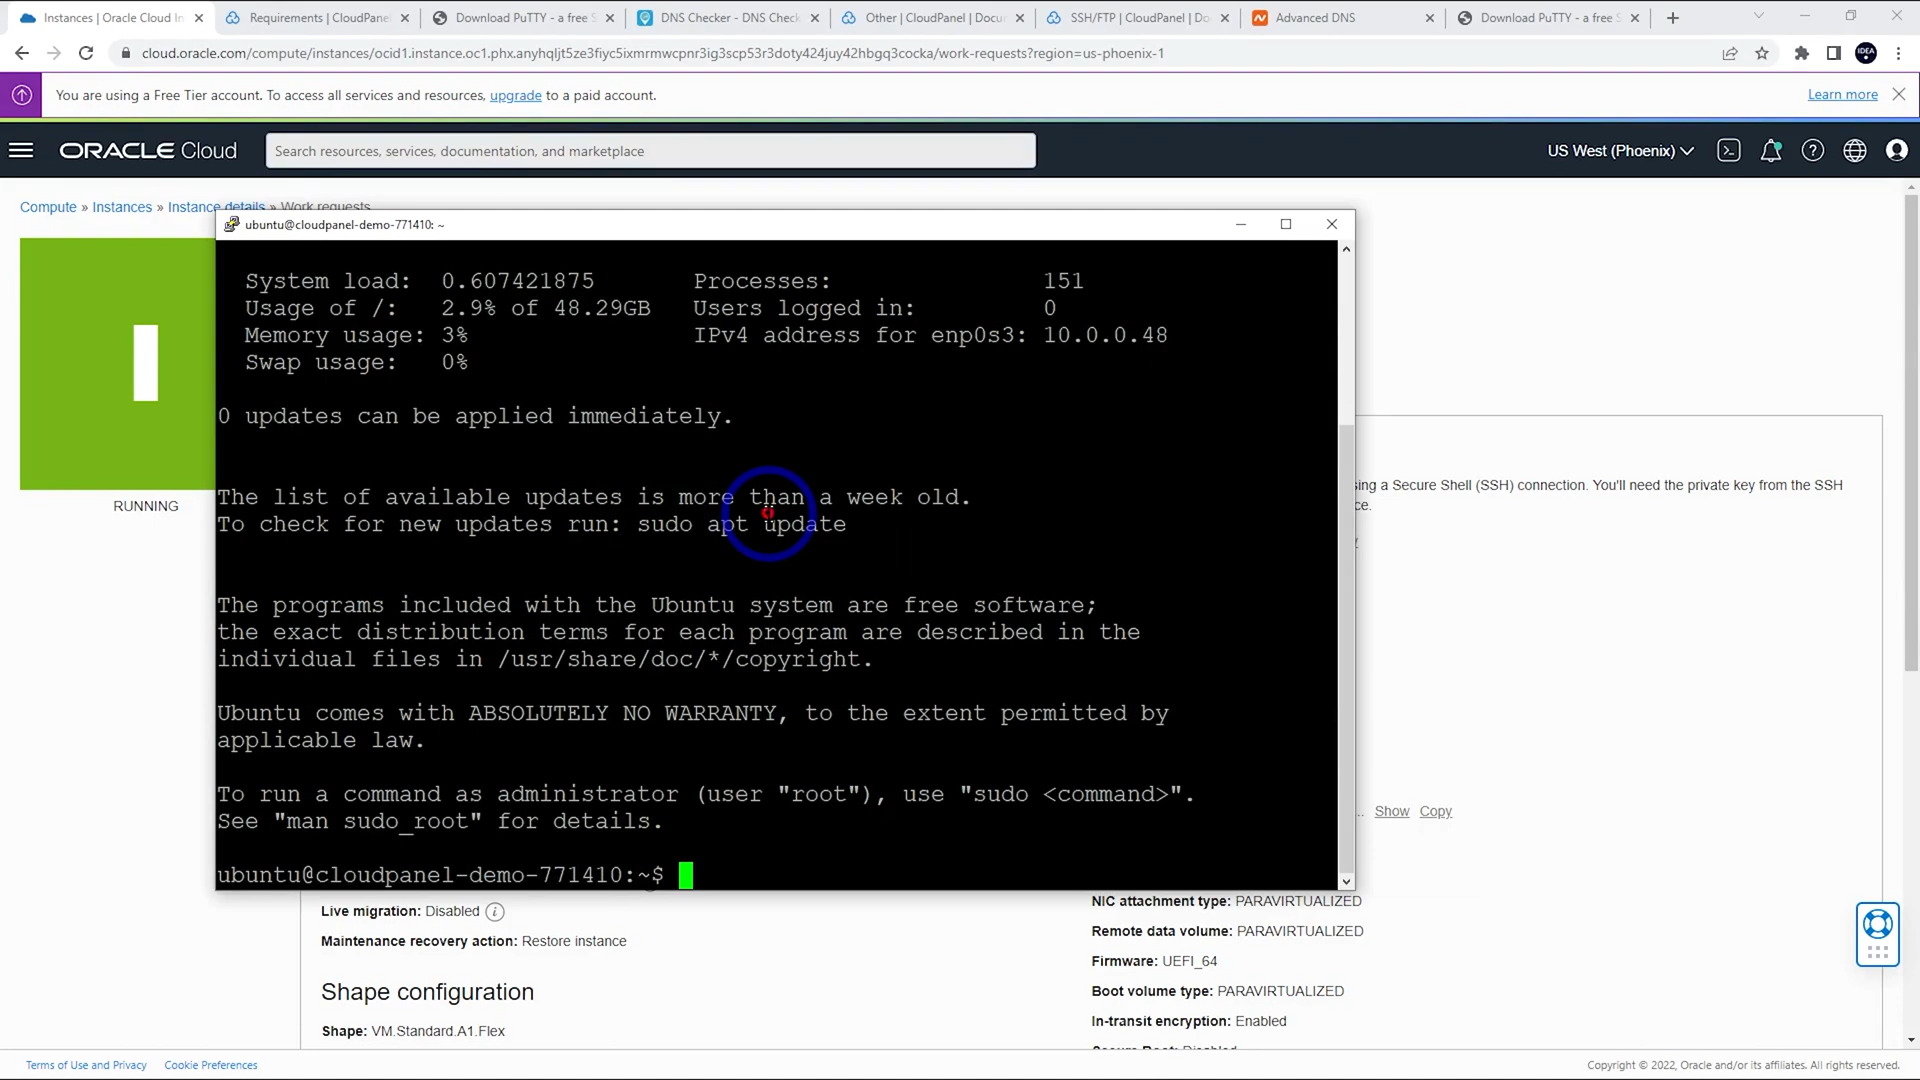 Instances | Oracle Cloud In
Requirements | CloudPane
Download PuTTY - a free S
DNS Checker - DNS Check
Other | CloudPanel | Docu
SSH/FTP | CloudPanel | Do
Advanced DNS
Download PuTTY - a free S
cloud.oracle.com/compute/instances/ocid1.instance.oc1.phx.anyhqljt5ze3fiyc5ixmrmwcpnr3ig3scp53r3doty424juy42hbgq3cocka/work-requests?region=us-phoenix-1
IDEA
You are using a Free Tier account. To access all services and resources, upgrade to a paid account.
Learn more
ORACLE Cloud
Search resources, services, documentation, and marketplace
US West (Phoenix)
Compute » Instances » Instance details » Work requests
ubuntu@cloudpanel-demo-771410: ~
System load: 0.607421875 Processes: 151
Usage of /: 2.9% of 48.29GB Users logged in: 0
Memory usage: 3% IPv4 address for enp0s3: 10.0.0.48
Swap usage: 0%
0 updates can be applied immediately.
The list of available updates is more than a week old.
To check for new updates run: sudo apt update
The programs included with the Ubuntu system are free software;
the exact distribution terms for each program are described in the
individual files in /usr/share/doc/*/copyright.
Ubuntu comes with ABSOLUTELY NO WARRANTY, to the extent permitted by
applicable law.
To run a command as administrator (user "root"), use "sudo <command>".
See "man sudo_root" for details.
ubuntu@cloudpanel-demo-771410:~$
RUNNING
ing a Secure Shell (SSH) connection. You'll need the private key from the SSH
ce.
.. Show Copy
Live migration: Disabled
Maintenance recovery action: Restore instance
Shape configuration
Shape: VM.Standard.A1.Flex
NIC attachment type: PARAVIRTUALIZED
Remote data volume: PARAVIRTUALIZED
Firmware: UEFI_64
Boot volume type: PARAVIRTUALIZED
In-transit encryption: Enabled
Secure Boot: Disabled
Terms of Use and Privacy
Cookie Preferences
Copyright © 2022, Oracle and/or its affiliates. All rights reserved.